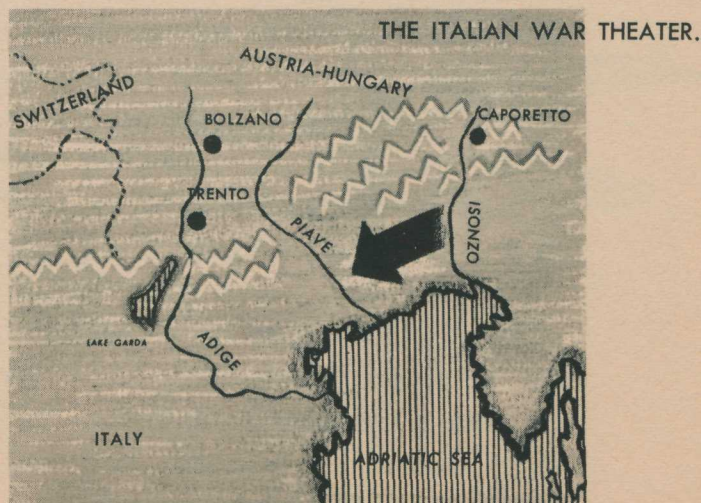 THE ITALIAN WAR THEATER.
AUSTRIA-HUNGARY
SWITZERLAND
BOLZANO
CAPORETTO
TRENTO
PIAVE
ISONZO
LAKE GARDA
ADIGE
ITALY
ADRIATIC SEA